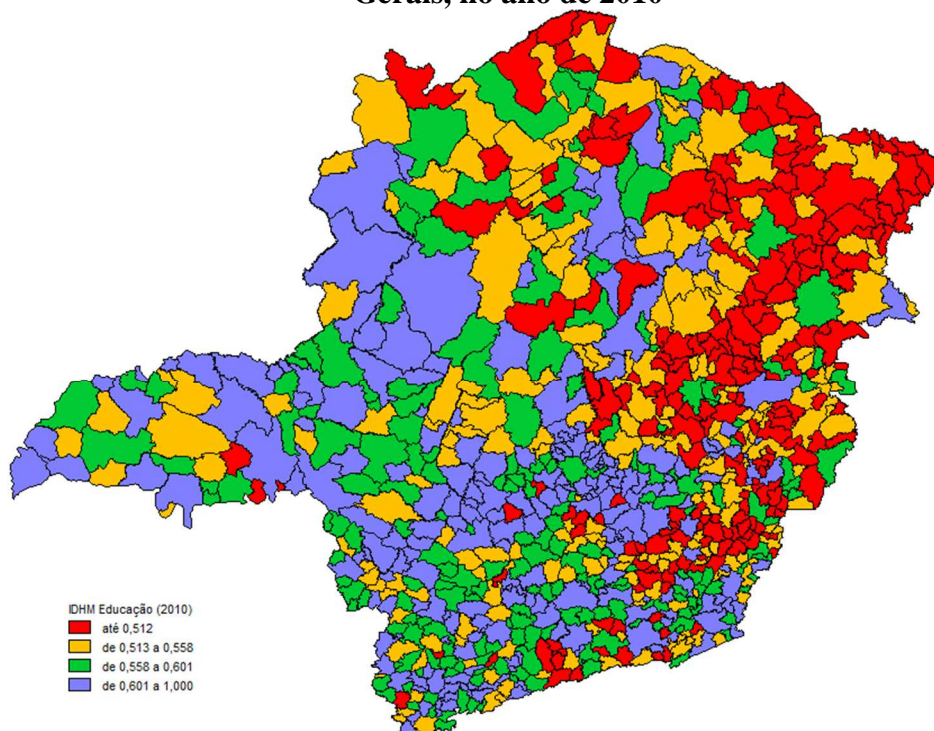 Gerais, no ano de 2010
IDHM Educação (2010)
até 0,512
de 0,513 a 0,558
de 0,558 a 0,601
de 0,601 a 1,000